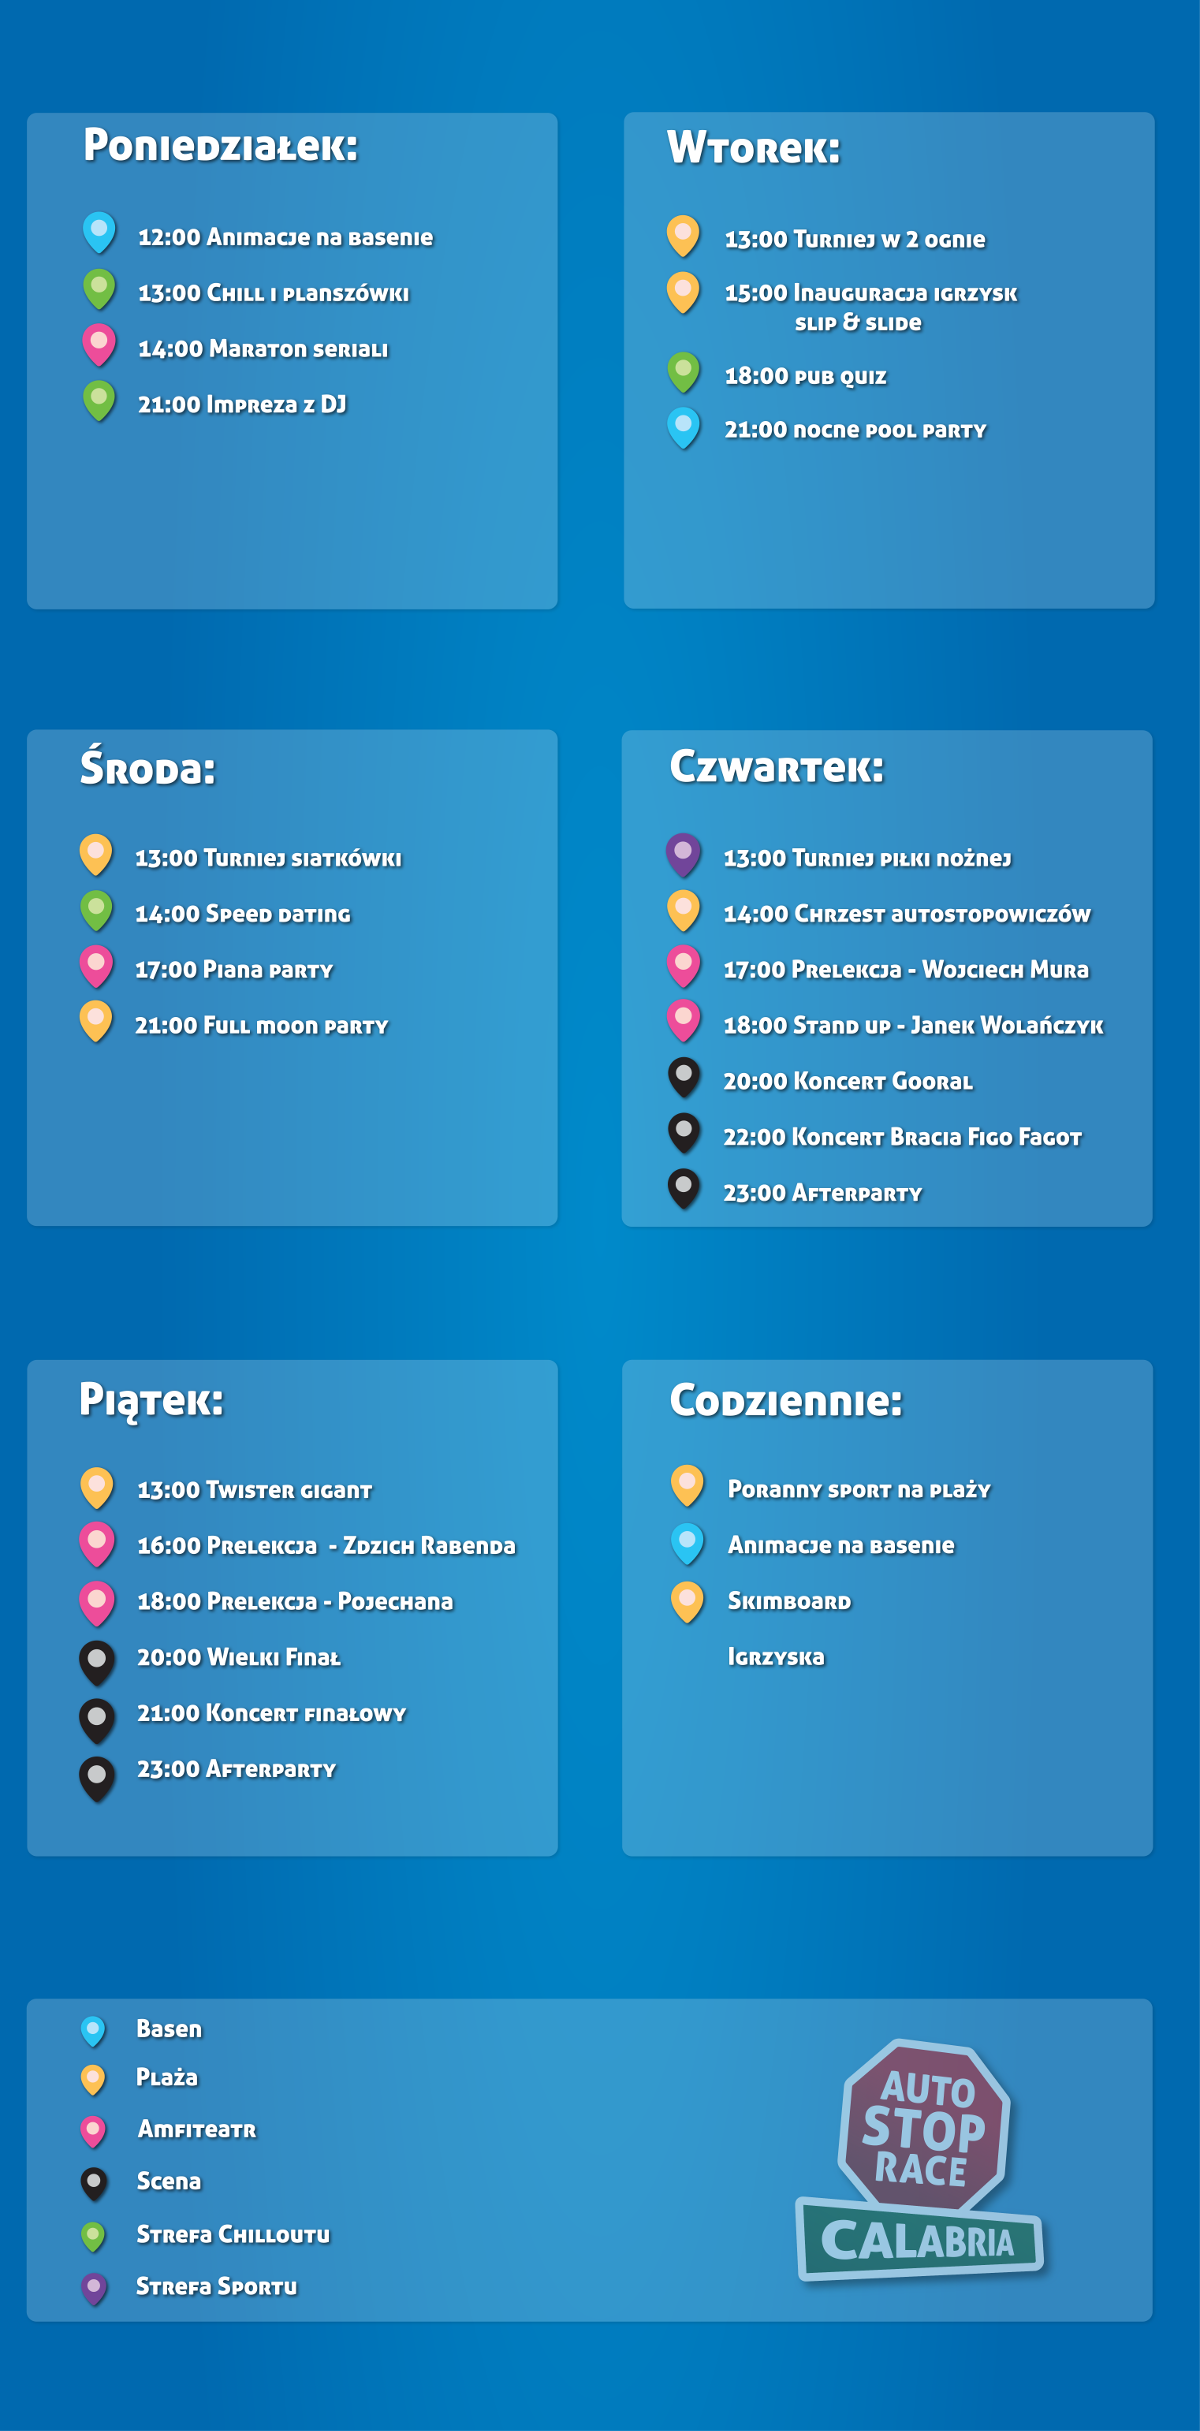 Poniedziałek:
12:00 Animacje na basenie
13:00 Chill i planszówki
14:00 Maraton seriali
21:00 Impreza z DJ
Wtorek:
13:00 Turniej w 2 ognie
15:00 Inauguracja igrzysk
slip & slide
18:00 pub quiz
21:00 nocne pool party
Środa:
13:00 Turniej siatkówki
14:00 Speed dating
17:00 Piana party
21:00 Full moon party
Czwartek:
13:00 Turniej piłki nożnej
14:00 Chrzest autostopowiczów
17:00 Prelekcja - Wojciech Mura
18:00 Stand up - Janek Wolańczyk
20:00 Koncert Gooral
22:00 Koncert Bracia Figo Fagot
23:00 Afterparty
Piątek:
13:00 Twister gigant
16:00 Prelekcja - Zdzich Rabenda
18:00 Prelekcja - Pojechana
20:00 Wielki Finał
21:00 Koncert finałowy
23:00 Afterparty
Codziennie:
Poranny sport na plaży
Animacje na basenie
Skimboard
Igrzyska
Basen
Plaża
Amfiteatr
Scena
Strefa Chilloutu
Strefa Sportu
AUTO
STOP
RACE
CALABRIA